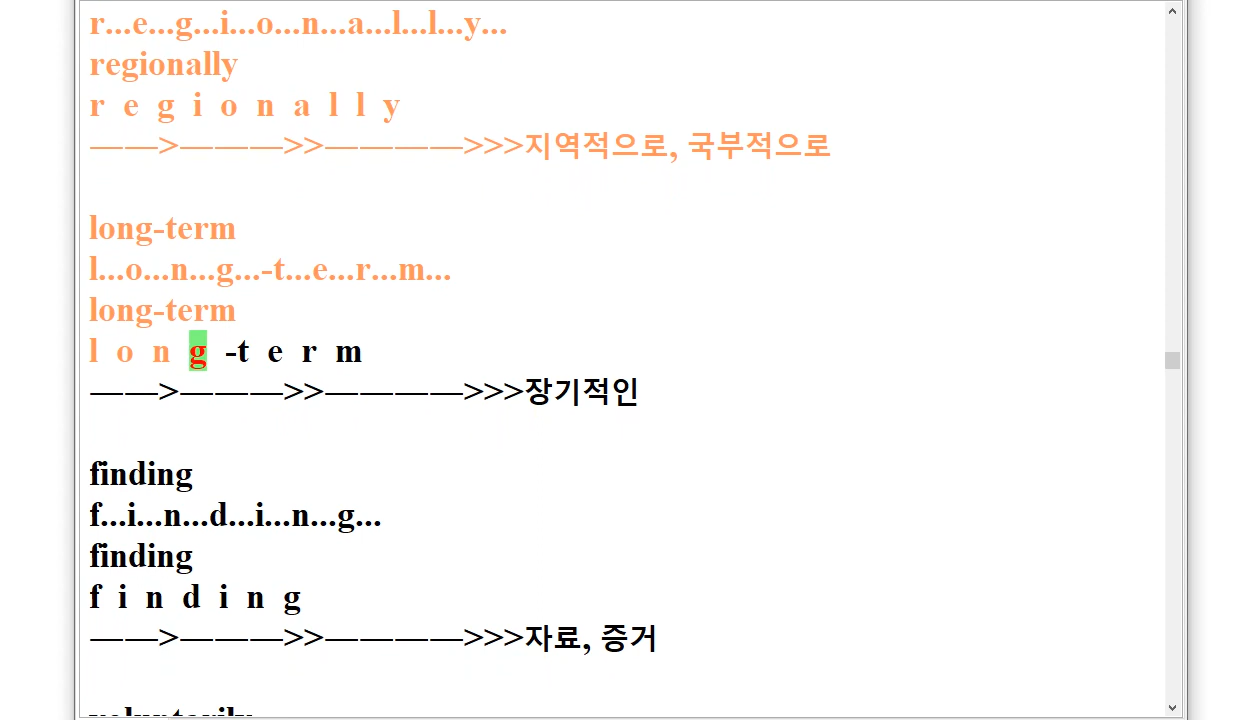 r...e...g...i...o...n...a...l...l...y...
regionally
r e g i o n a l l y
——>———>>————>>>지역적으로, 국부적으로
long-term
l...o...n...g...-t...e...r...m...
long-term
l o n g -t e r m
——>———>>————>>>장기적인
finding
f...i...n...d...i...n...g...
finding
f i n d i n g
——>———>>————>>>자료, 증거